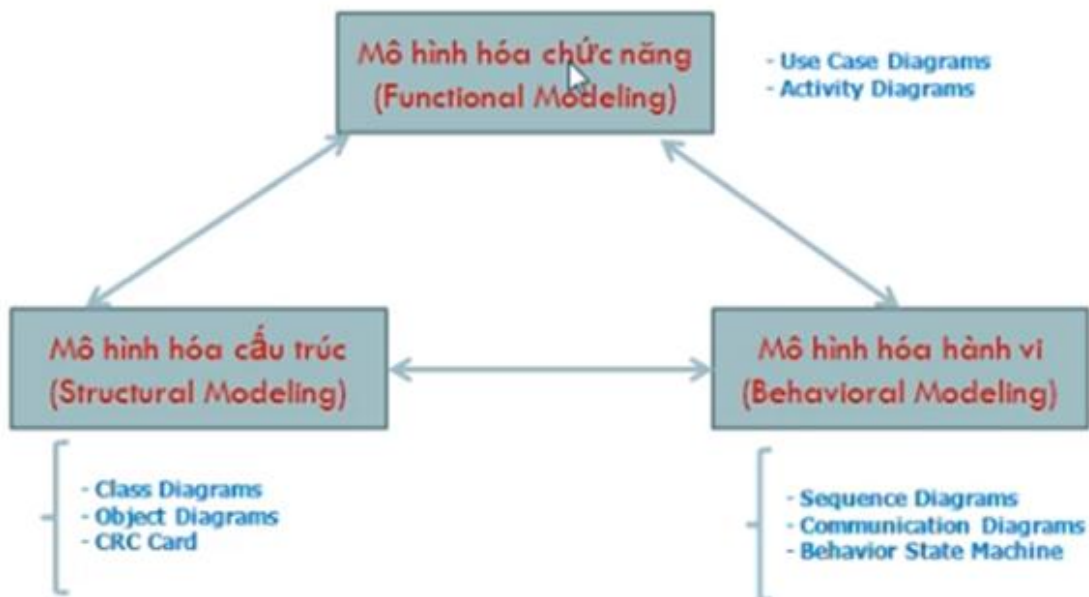 Mô hình hóa chức năng
(Functional Modeling)
- Use Case Diagrams
- Activity Diagrams
Mô hình hóa cấu trúc
(Structural Modeling)
Mô hình hóa hành vi
(Behavioral Modeling)
- Class Diagrams
- Object Diagrams
- CRC Card
- Sequence Diagrams
- Communication Diagrams
- Behavior State Machine